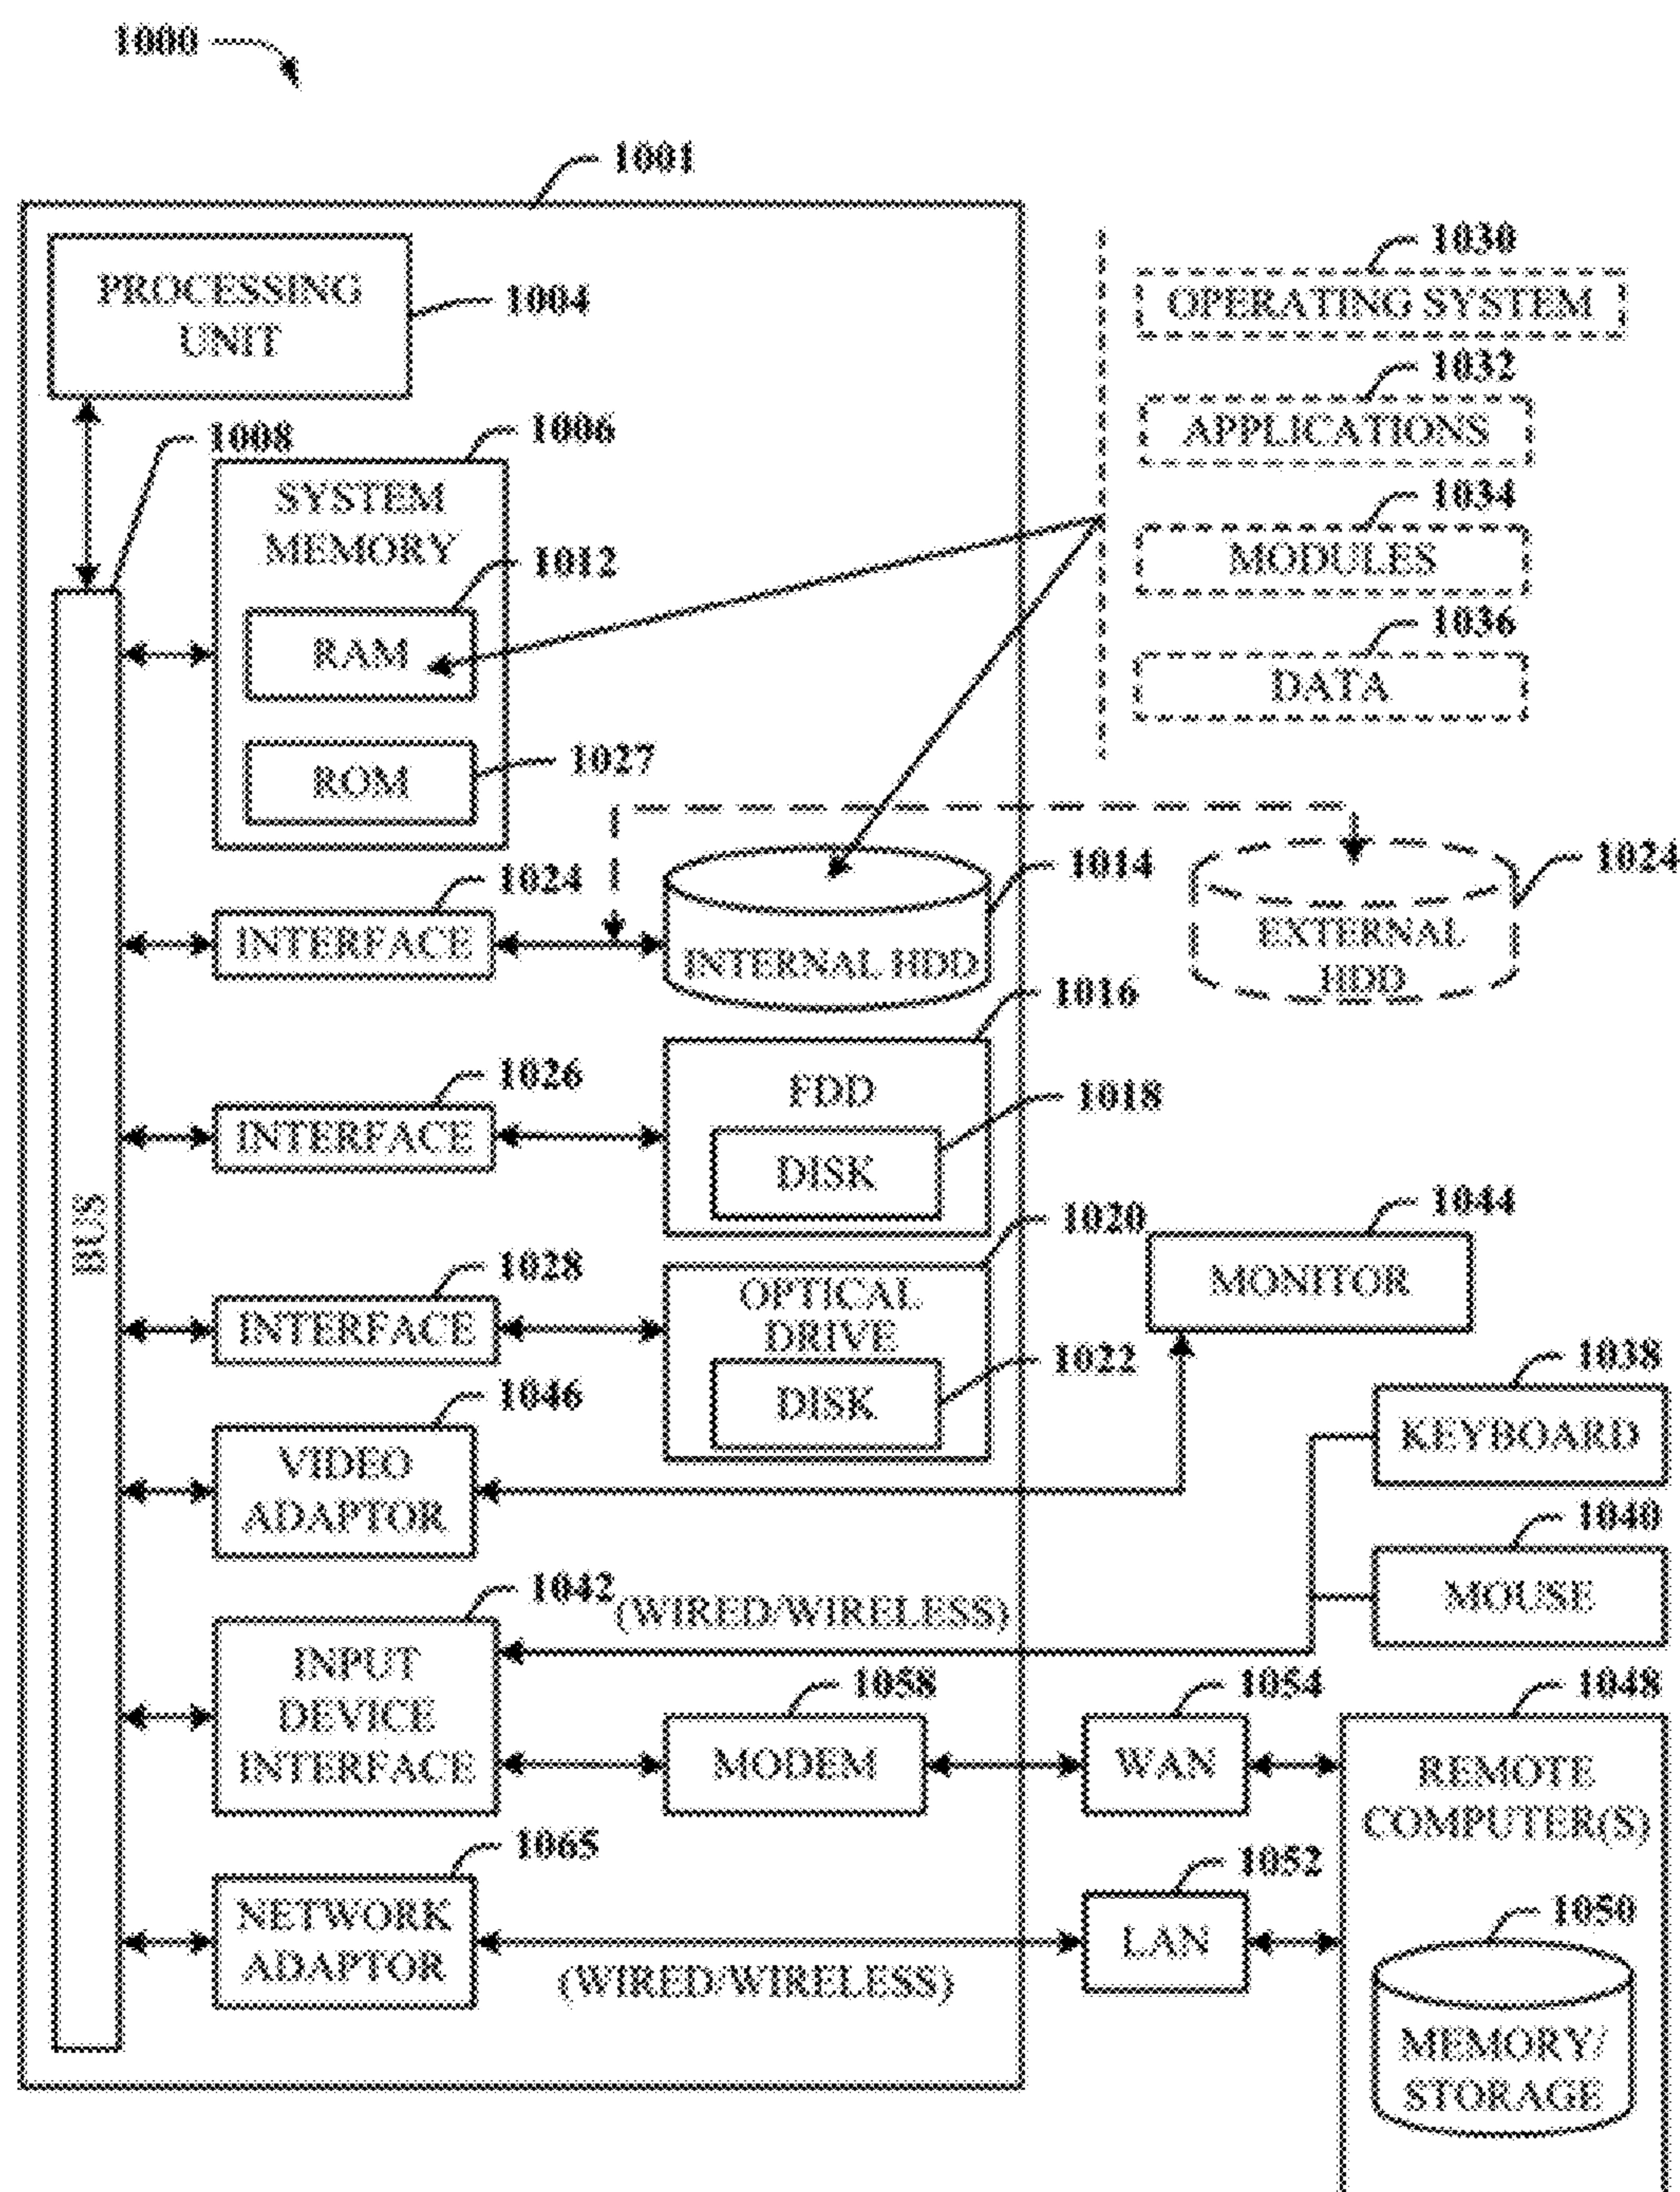 1000
1001
PROCESSING
UNIT
1004
1008
1006
SYSTEM
MEMORY
1012
RAM
ROM
1027
1030
OPERATING SYSTEM
1032
APPLICATIONS
1034
MODULES
1036
DATA
1024
INTERFACE
1014
INTERNAL HDD
1024
EXTERNAL
HDD
1026
INTERFACE
1016
FDD
1018
DISK
BUS
1028
INTERFACE
1020
OPTICAL
DRIVE
1022
DISK
1044
MONITOR
1046
VIDEO
ADAPTOR
1038
KEYBOARD
1040
MOUSE
1042
(WIRED/WIRELESS)
INPUT
DEVICE
INTERFACE
1058
MODEM
1054
WAN
1048
REMOTE
COMPUTER(S)
1065
NETWORK
ADAPTOR
(WIRED/WIRELESS)
1052
LAN
1050
MEMORY/
STORAGE